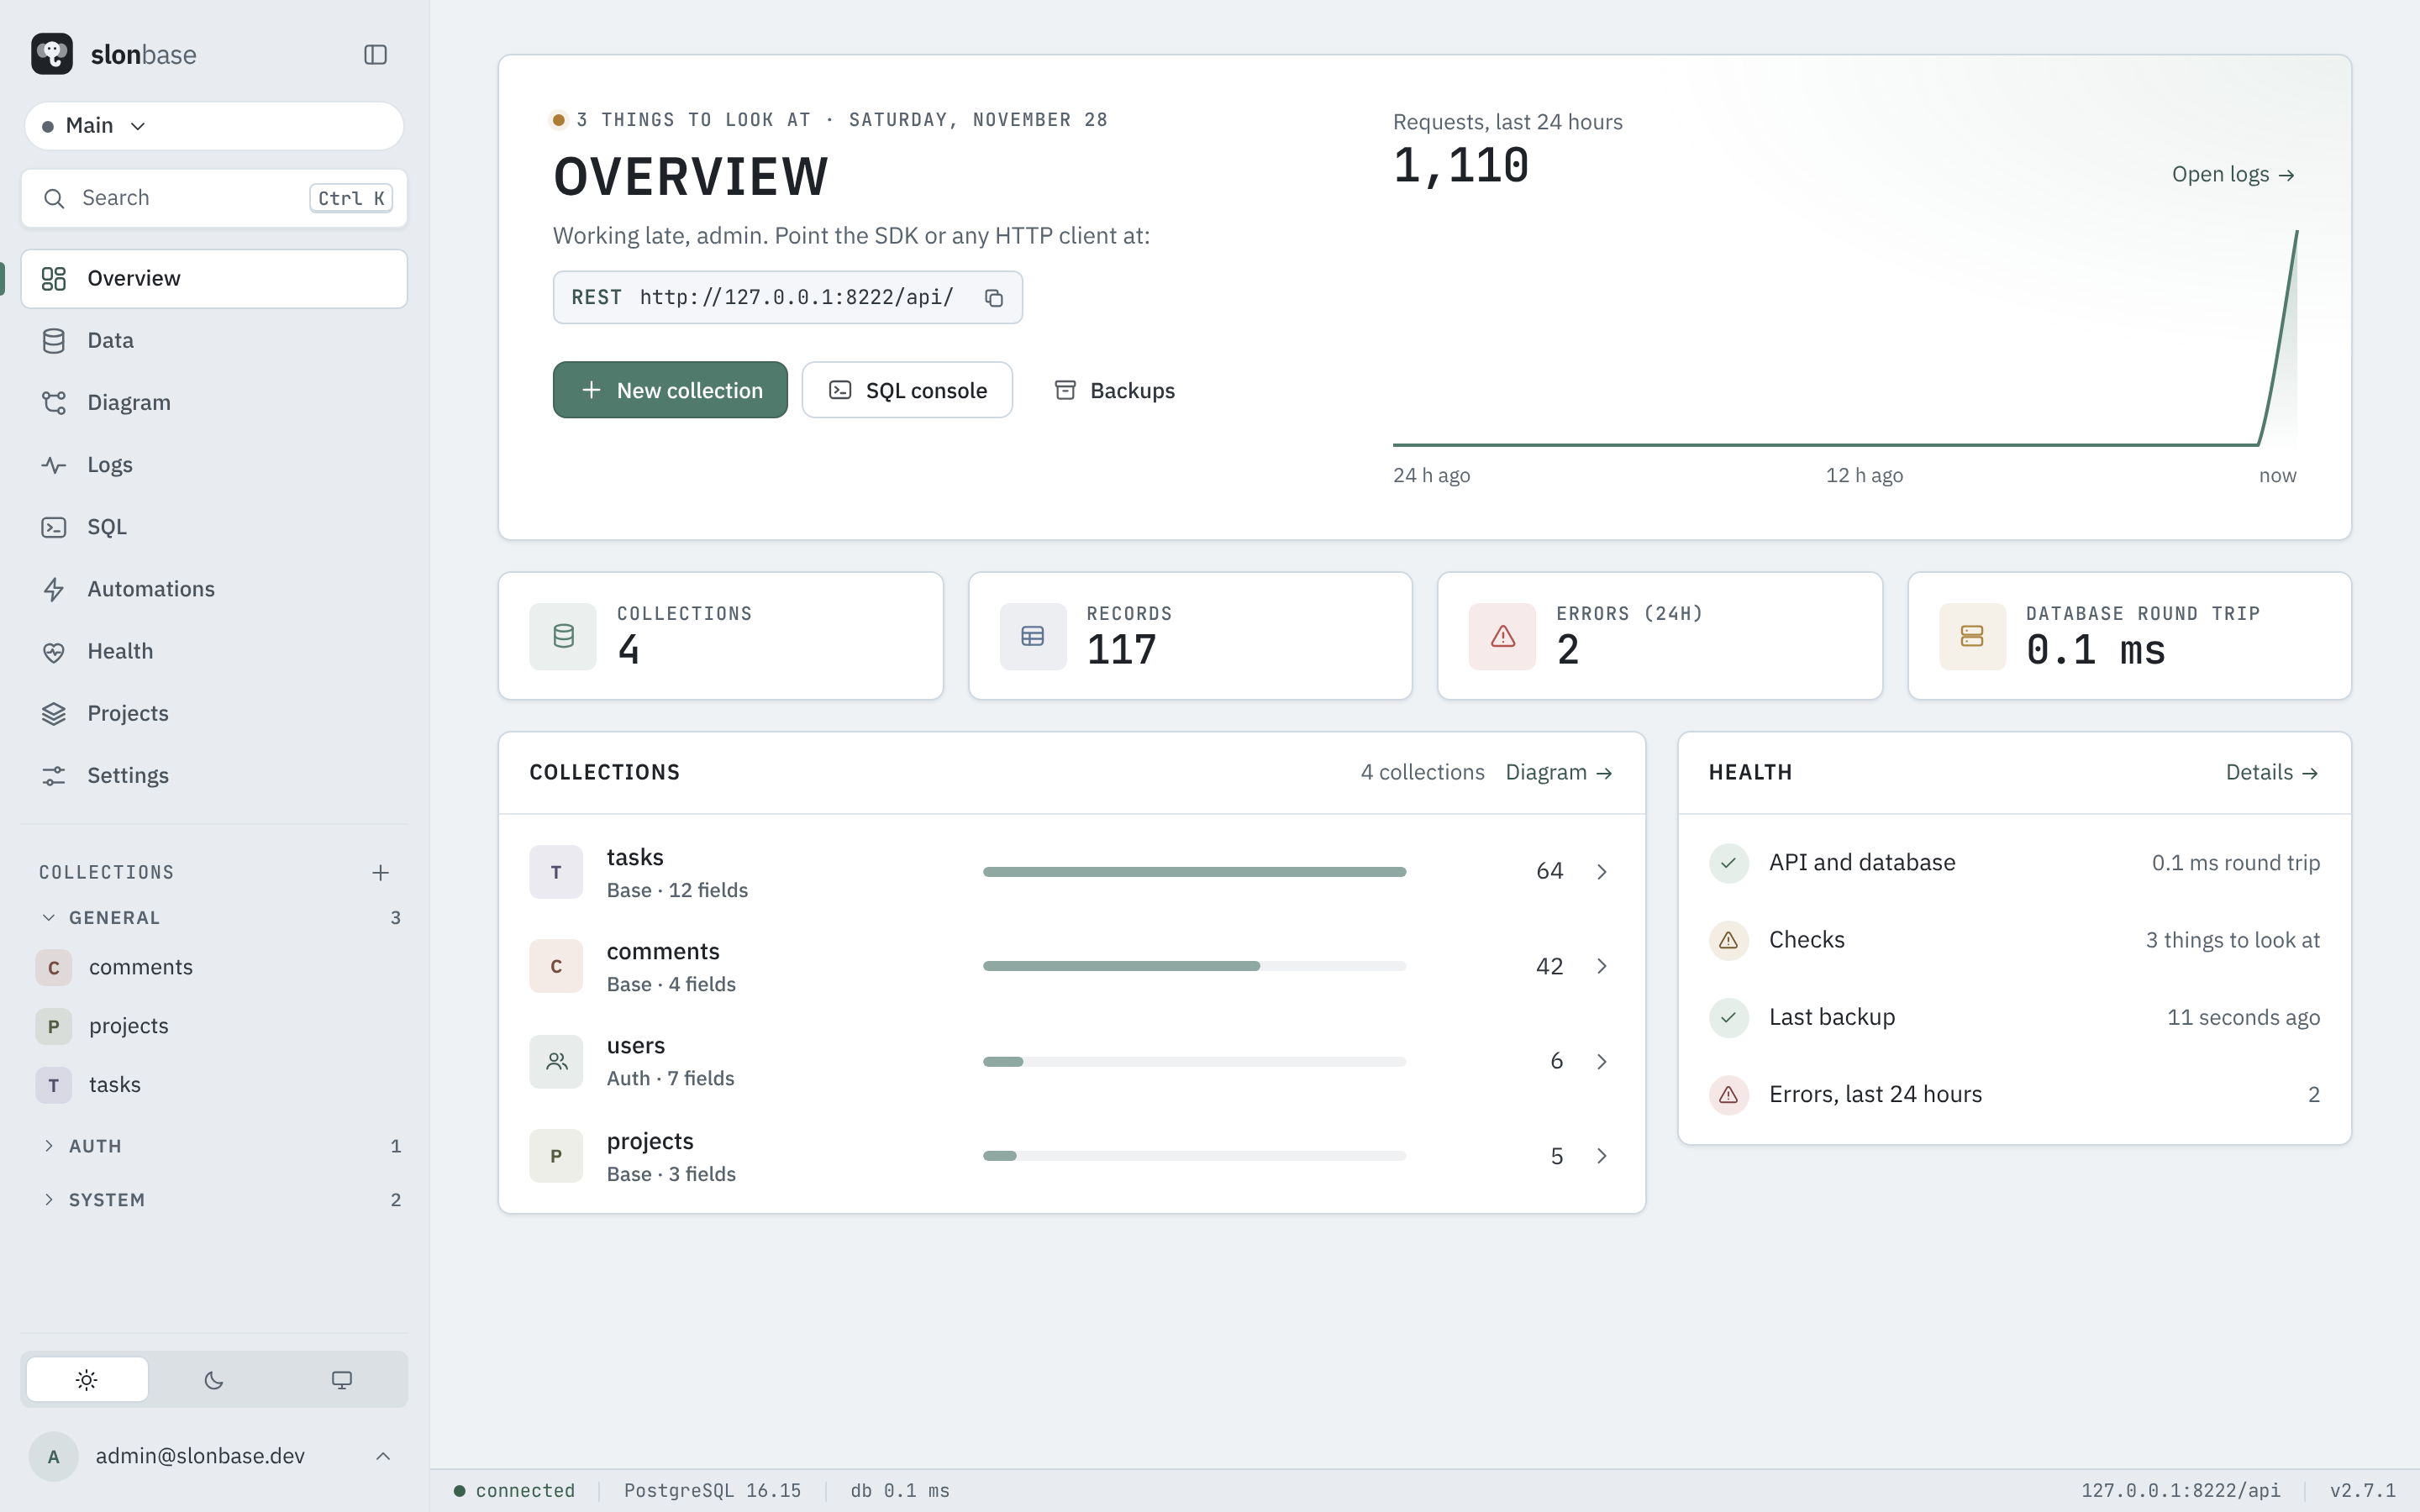 slonbase
Main
Search
Ctrl K
Overview
Data
Diagram
Logs
SQL
Automations
Health
Projects
Settings
COLLECTIONS
GENERAL 3
C comments
P projects
T tasks
AUTH 1
SYSTEM 2
A admin@slonbase.dev
3 THINGS TO LOOK AT · SATURDAY, NOVEMBER 28
OVERVIEW
Working late, admin. Point the SDK or any HTTP client at:
REST http://127.0.0.1:8222/api/
New collection
SQL console
Backups
Requests, last 24 hours
1,110
Open logs →
24 h ago
12 h ago
now
COLLECTIONS
4
RECORDS
117
ERRORS (24H)
2
DATABASE ROUND TRIP
0.1 ms
COLLECTIONS
4 collections
Diagram →
T
tasks
Base · 12 fields
64
C
comments
Base · 4 fields
42
users
Auth · 7 fields
6
P
projects
Base · 3 fields
5
HEALTH
Details →
API and database
0.1 ms round trip
Checks
3 things to look at
Last backup
11 seconds ago
Errors, last 24 hours
2
connected
PostgreSQL 16.15
db 0.1 ms
127.0.0.1:8222/api
v2.7.1